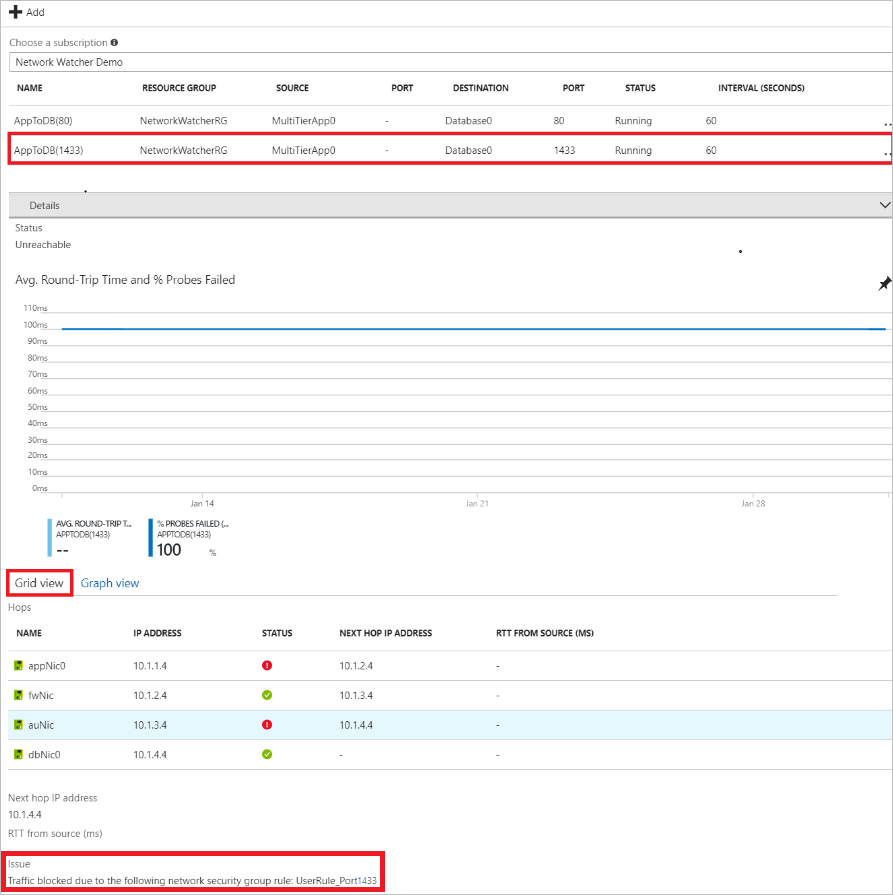 Add
Choose a subscription
Network Watcher Demo
NAME RESOURCE GROUP SOURCE PORT DESTINATION PORT STATUS INTERVAL (SECONDS)
AppToDB(80) NetworkWatcherRG MultiTierApp0 - Database0 80 Running 60 ..
AppToDB(1433) NetworkWatcherRG MultiTierApp0 - Database0 1433 Running 60 ..
Details
Status
Unreachable
Avg. Round-Trip Time and % Probes Failed
110ms
100ms
90ms
80ms
70ms
60ms
50ms
40ms
30ms
20ms
10ms
0ms
Jan 14 Jan 21 Jan 28
AVG. ROUND-TRIP T... % PROBES FAILED (...
APPTODB(1433) APPTODB(1433)
-- 100 %
Grid view Graph view
Hops
NAME IP ADDRESS STATUS NEXT HOP IP ADDRESS RTT FROM SOURCE (MS)
appNic0 10.1.1.4 10.1.2.4 -
fwNic 10.1.2.4 10.1.3.4 -
auNic 10.1.3.4 10.1.4.4 -
dbNic0 10.1.4.4 - -
Next hop IP address
10.1.4.4
RTT from source (ms)
Issue
Traffic blocked due to the following network security group rule: UserRule_Port1433